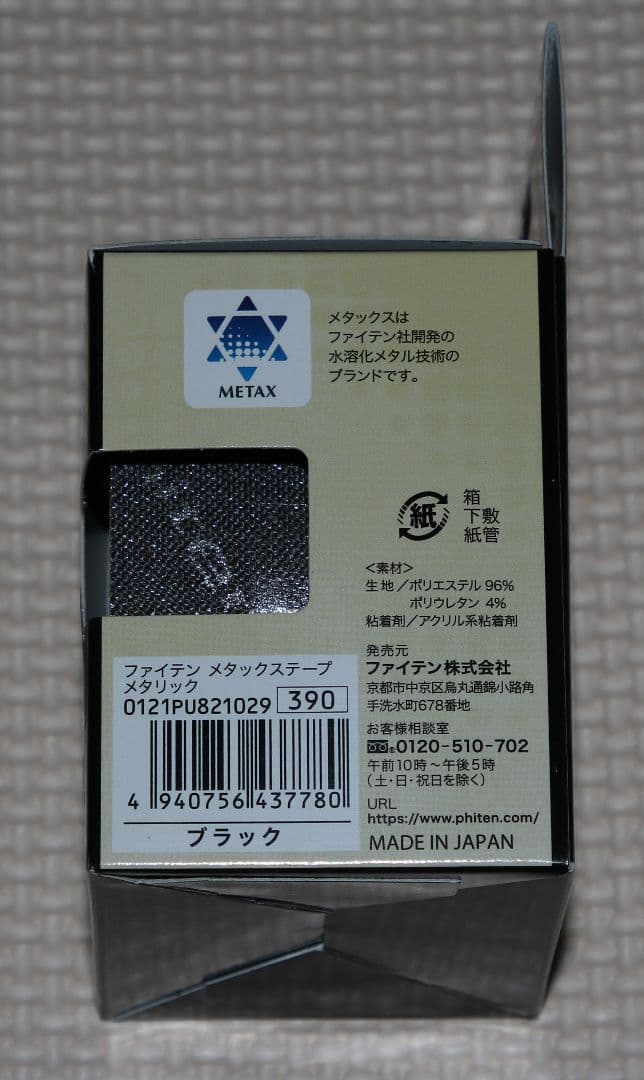 METAX
メタックスは
ファイテン社開発の
水溶化メタル技術の
ブランドです。
紙
箱
下敷
紙管
<素材>
生地／ポリエステル 96%
ポリウレタン 4%
粘着剤／アクリル系粘着剤
発売元
ファイテン株式会社
京都市中京区烏丸通錦小路角
手洗水町678番地
お客様相談室
0120-510-702
午前10時～午後5時
（土・日・祝日を除く）
URL
https://www.phiten.com/
MADE IN JAPAN
ファイテン メタックステープ
メタリック
0121PU821029 390
4 940756 437780
ブラック